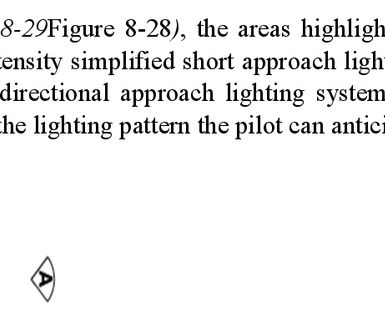 8-29Figure 8-28), the areas highligh
tensity simplified short approach light
directional approach lighting system
the lighting pattern the pilot can antici
A